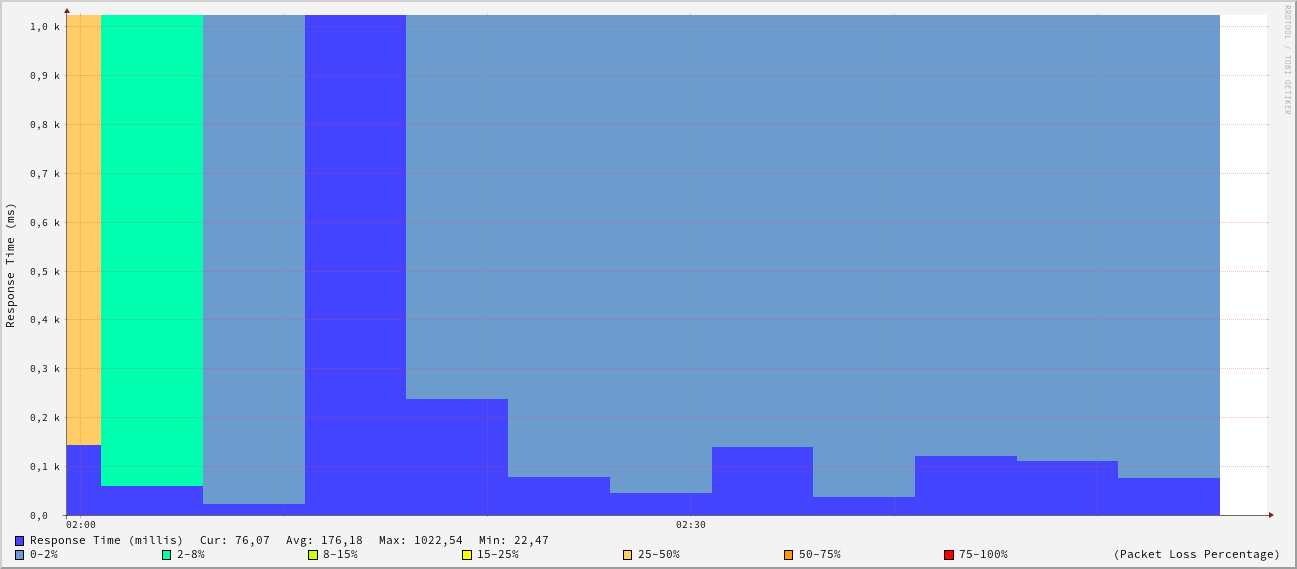 RRDTOOL / TOBI OETIKER
Response Time (ms)
1,0 k
0,9 k
0,8 k
0,7 k
0,6 k
0,5 k
0,4 k
0,3 k
0,2 k
0,1 k
0,0
02:00 02:30
Response Time (millis) Cur: 76,07 Avg: 176,18 Max: 1022,54 Min: 22,47
0-2% 2-8% 8-15% 15-25% 25-50% 50-75% 75-100% (Packet Loss Percentage)